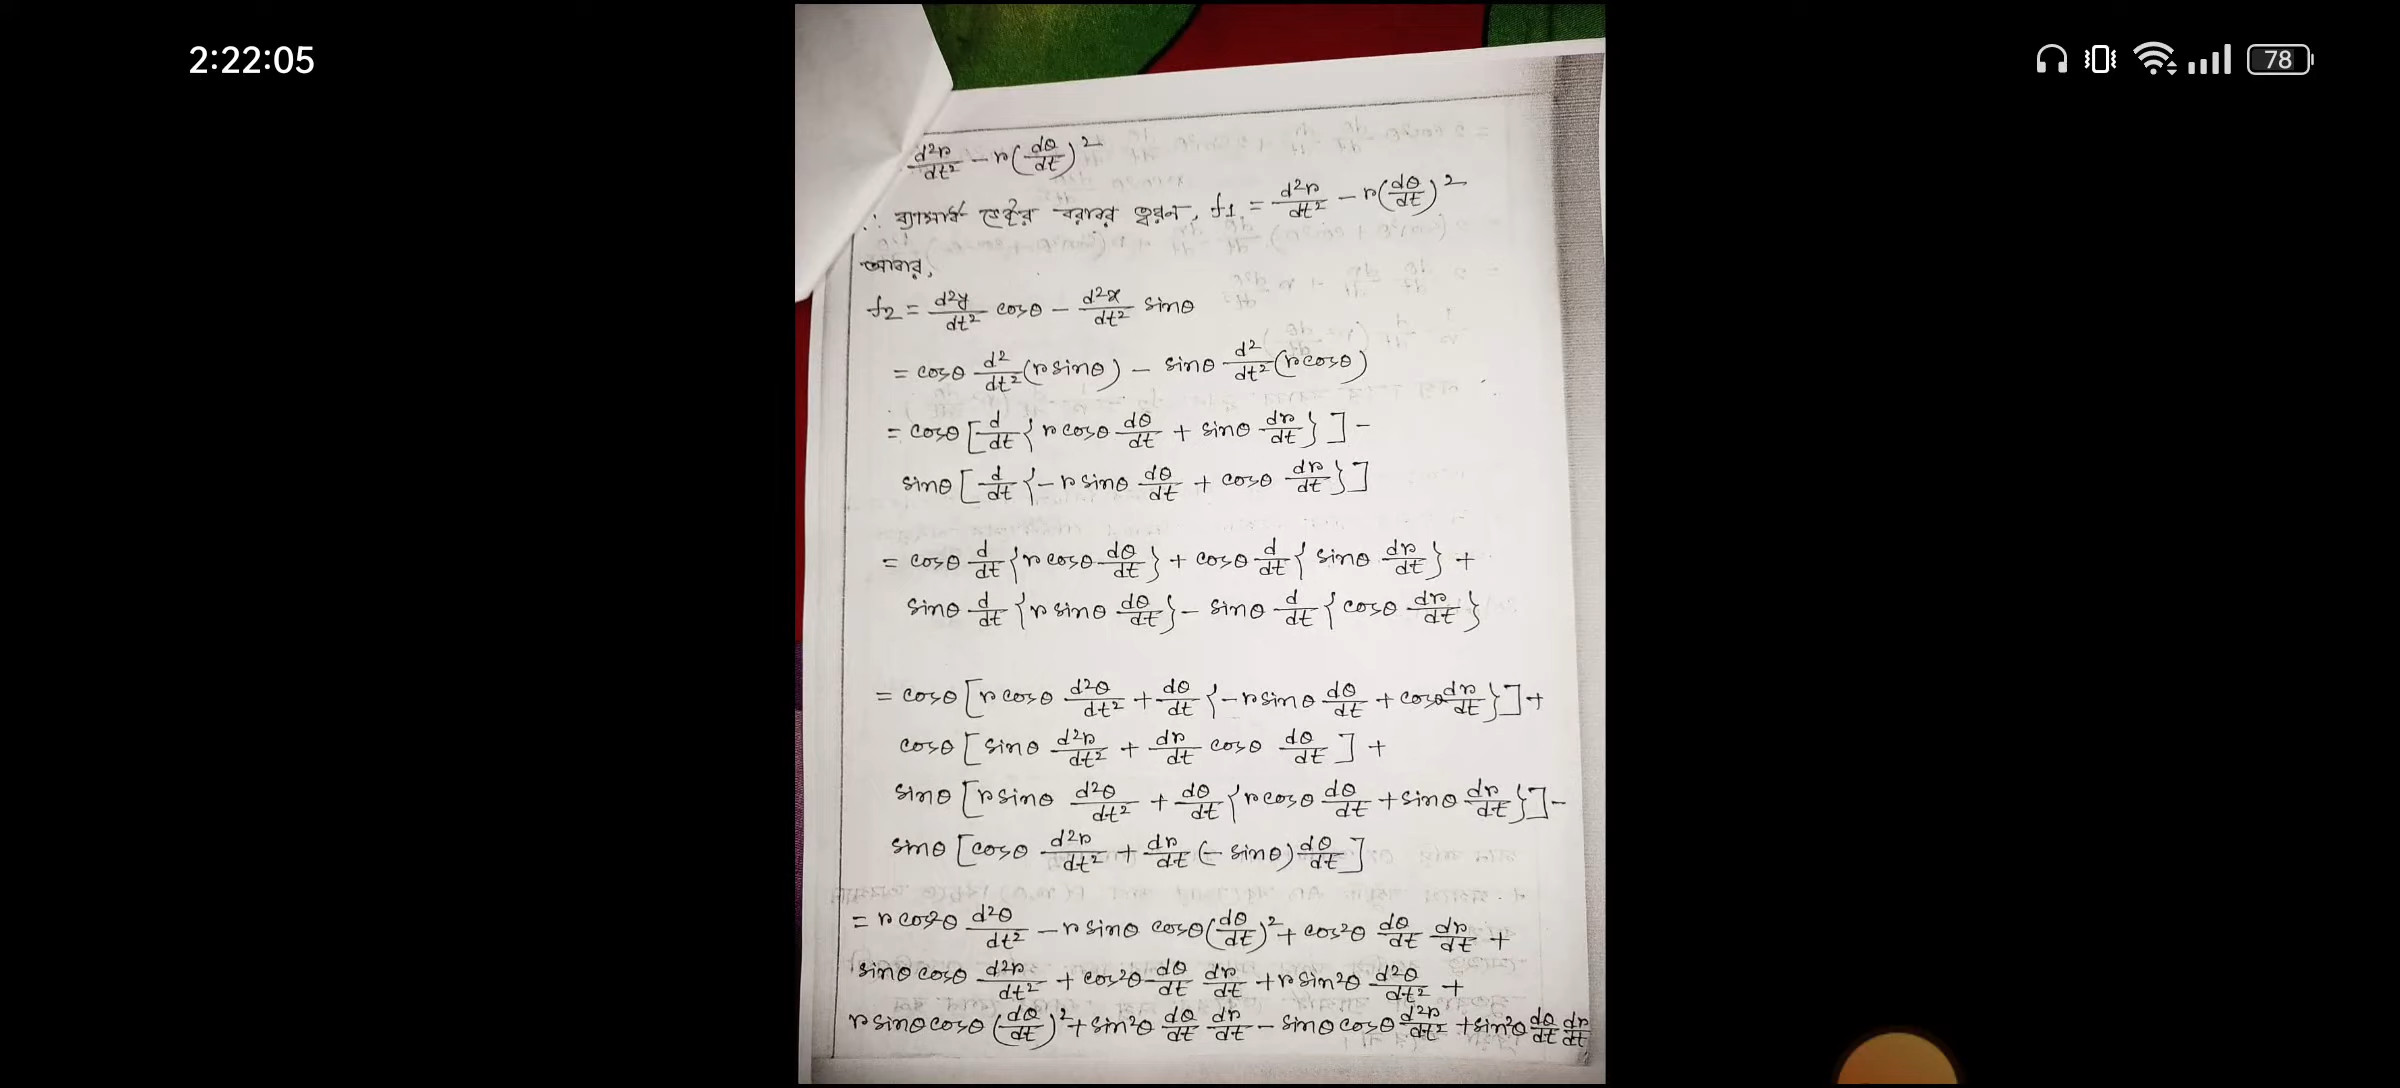 2:22:05
78
d²r/dt² - r(dθ/dt)²
∴ ব্যাসার্ধ ভেক্টর বরাবর ত্বরন, f1 = d²r/dt² - r(dθ/dt)²
আবার,
f2 = d²y/dt² cosθ - d²x/dt² sinθ
= cosθ d²/dt² (r sinθ) - sinθ d²/dt² (r cosθ)
= cosθ [d/dt {r cosθ dθ/dt + sinθ dr/dt}] -
sinθ [d/dt {-r sinθ dθ/dt + cosθ dr/dt}]
= cosθ d/dt {r cosθ dθ/dt} + cosθ d/dt {sinθ dr/dt} +
sinθ d/dt {r sinθ dθ/dt} - sinθ d/dt {cosθ dr/dt}
= cosθ [r cosθ d²θ/dt² + dθ/dt {-r sinθ dθ/dt + cosθ dr/dt}] +
cosθ [sinθ d²r/dt² + dr/dt cosθ dθ/dt] +
sinθ [r sinθ d²θ/dt² + dθ/dt {r cosθ dθ/dt + sinθ dr/dt}] -
sinθ [cosθ d²r/dt² + dr/dt (- sinθ) dθ/dt]
= r cos²θ d²θ/dt² - r sinθ cosθ (dθ/dt)² + cos²θ dθ/dt dr/dt +
sinθ cosθ d²r/dt² + cos²θ dθ/dt dr/dt + r sin²θ d²θ/dt² +
r sinθ cosθ (dθ/dt)² + sin²θ dθ/dt dr/dt - sinθ cosθ d²r/dt² + sin²θ dθ/dt dr/dt